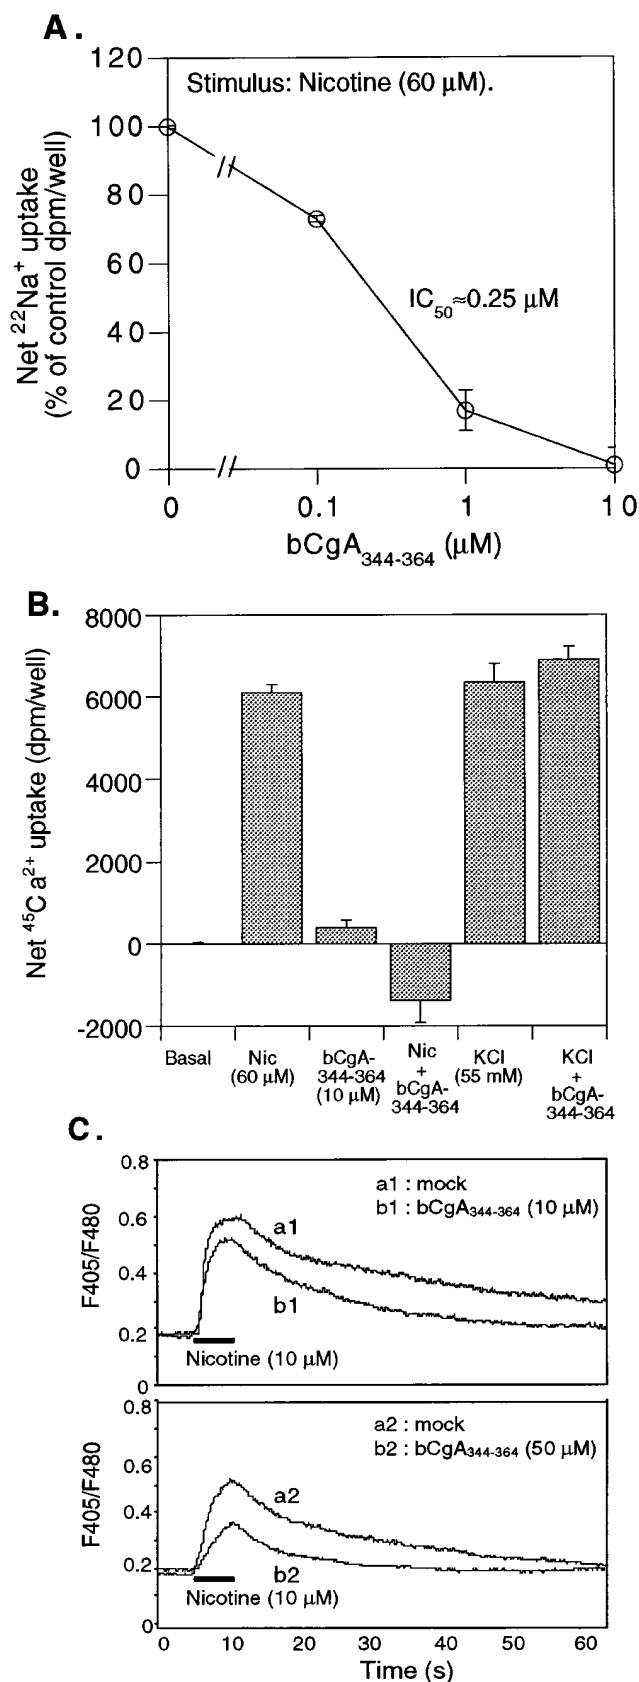 A.
Stimulus: Nicotine (60 µM).
Net ²²Na⁺ uptake
(% of control dpm/well)
120
100
80
60
40
20
0
IC₅₀≈0.25 µM
0 0.1 1 10
bCgA₃₄₄₋₃₆₄ (µM)
B.
Net ⁴⁵Ca²⁺ uptake (dpm/well)
8000
6000
4000
2000
0
-2000
Basal
Nic
(60 µM)
bCgA-
344-364
(10 µM)
Nic
+
bCgA-
344-364
KCl
(55 mM)
KCl
+
bCgA-
344-364
C.
F405/F480
0.8
0.6
0.4
0.2
0
a1 : mock
b1 : bCgA₃₄₄₋₃₆₄ (10 µM)
a1
b1
Nicotine (10 µM)
F405/F480
0.8
0.6
0.4
0.2
0
a2 : mock
b2 : bCgA₃₄₄₋₃₆₄ (50 µM)
a2
b2
Nicotine (10 µM)
0 10 20 30 40 50 60
Time (s)